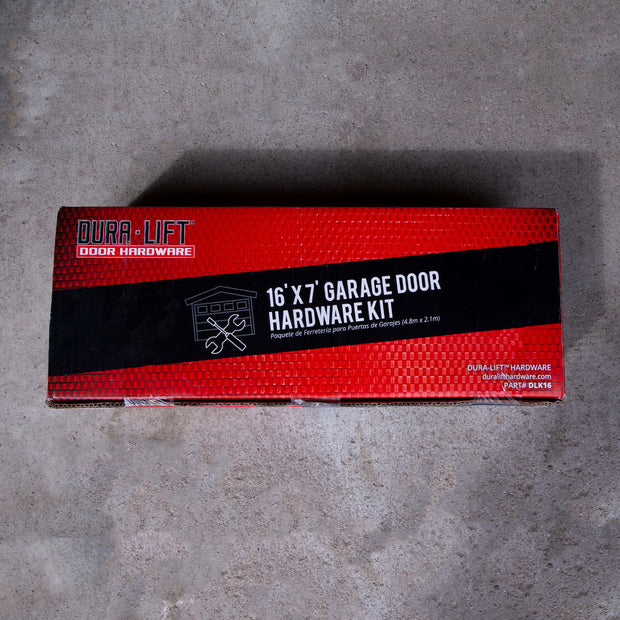 DURA·LIFT™
DOOR HARDWARE
16' X 7' GARAGE DOOR
HARDWARE KIT
Paquete de Ferretería para Puertas de Garajes (4.8m x 2.1m)
DURA-LIFT™ HARDWARE
duralifthardware.com
PART# DLK16